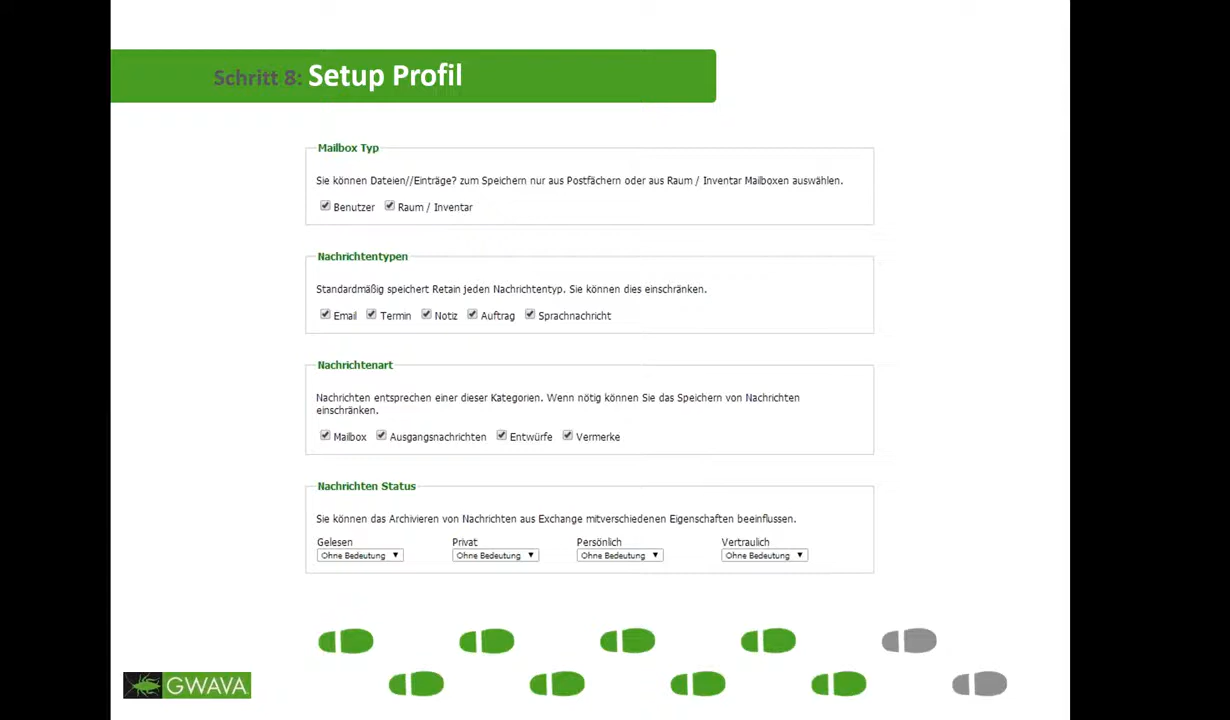 Schritt 8: Setup Profil
Mailbox Typ
Sie können Dateien//Einträge? zum Speichern nur aus Postfächern oder aus Raum / Inventar Mailboxen auswählen.
Benutzer Raum / Inventar
Nachrichtentypen
Standardmäßig speichert Retain jeden Nachrichtentyp. Sie können dies einschränken.
Email Termin Notiz Auftrag Sprachnachricht
Nachrichtenart
Nachrichten entsprechen einer dieser Kategorien. Wenn nötig können Sie das Speichern von Nachrichten
einschränken.
Mailbox Ausgangsnachrichten Entwürfe Vermerke
Nachrichten Status
Sie können das Archivieren von Nachrichten aus Exchange mitverschiedenen Eigenschaften beeinflussen.
Gelesen Privat Persönlich Vertraulich
Ohne Bedeutung Ohne Bedeutung Ohne Bedeutung Ohne Bedeutung
GWAVA